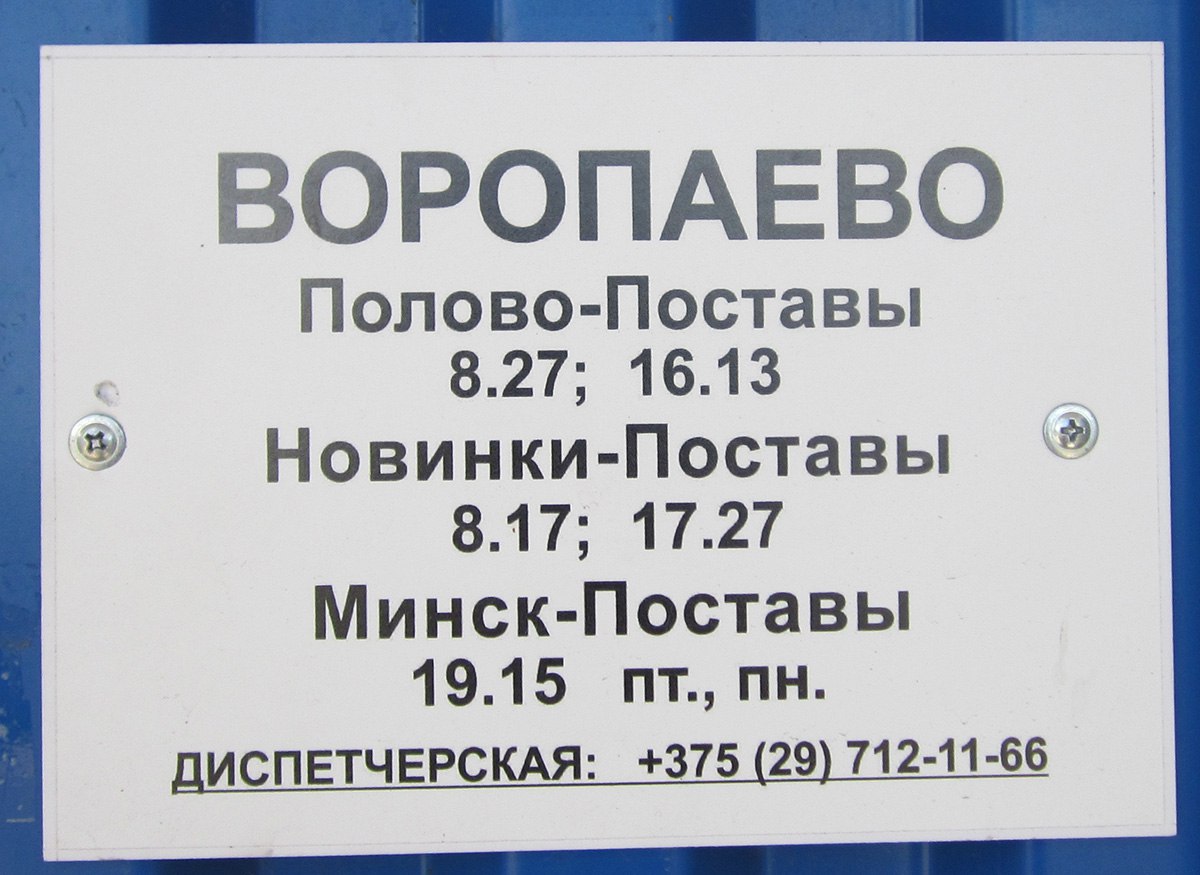 ВОРОПАЕВО
Полово-Поставы
8.27; 16.13
Новинки-Поставы
8.17; 17.27
Минск-Поставы
19.15 пт., пн.
ДИСПЕТЧЕРСКАЯ: +375 (29) 712-11-66